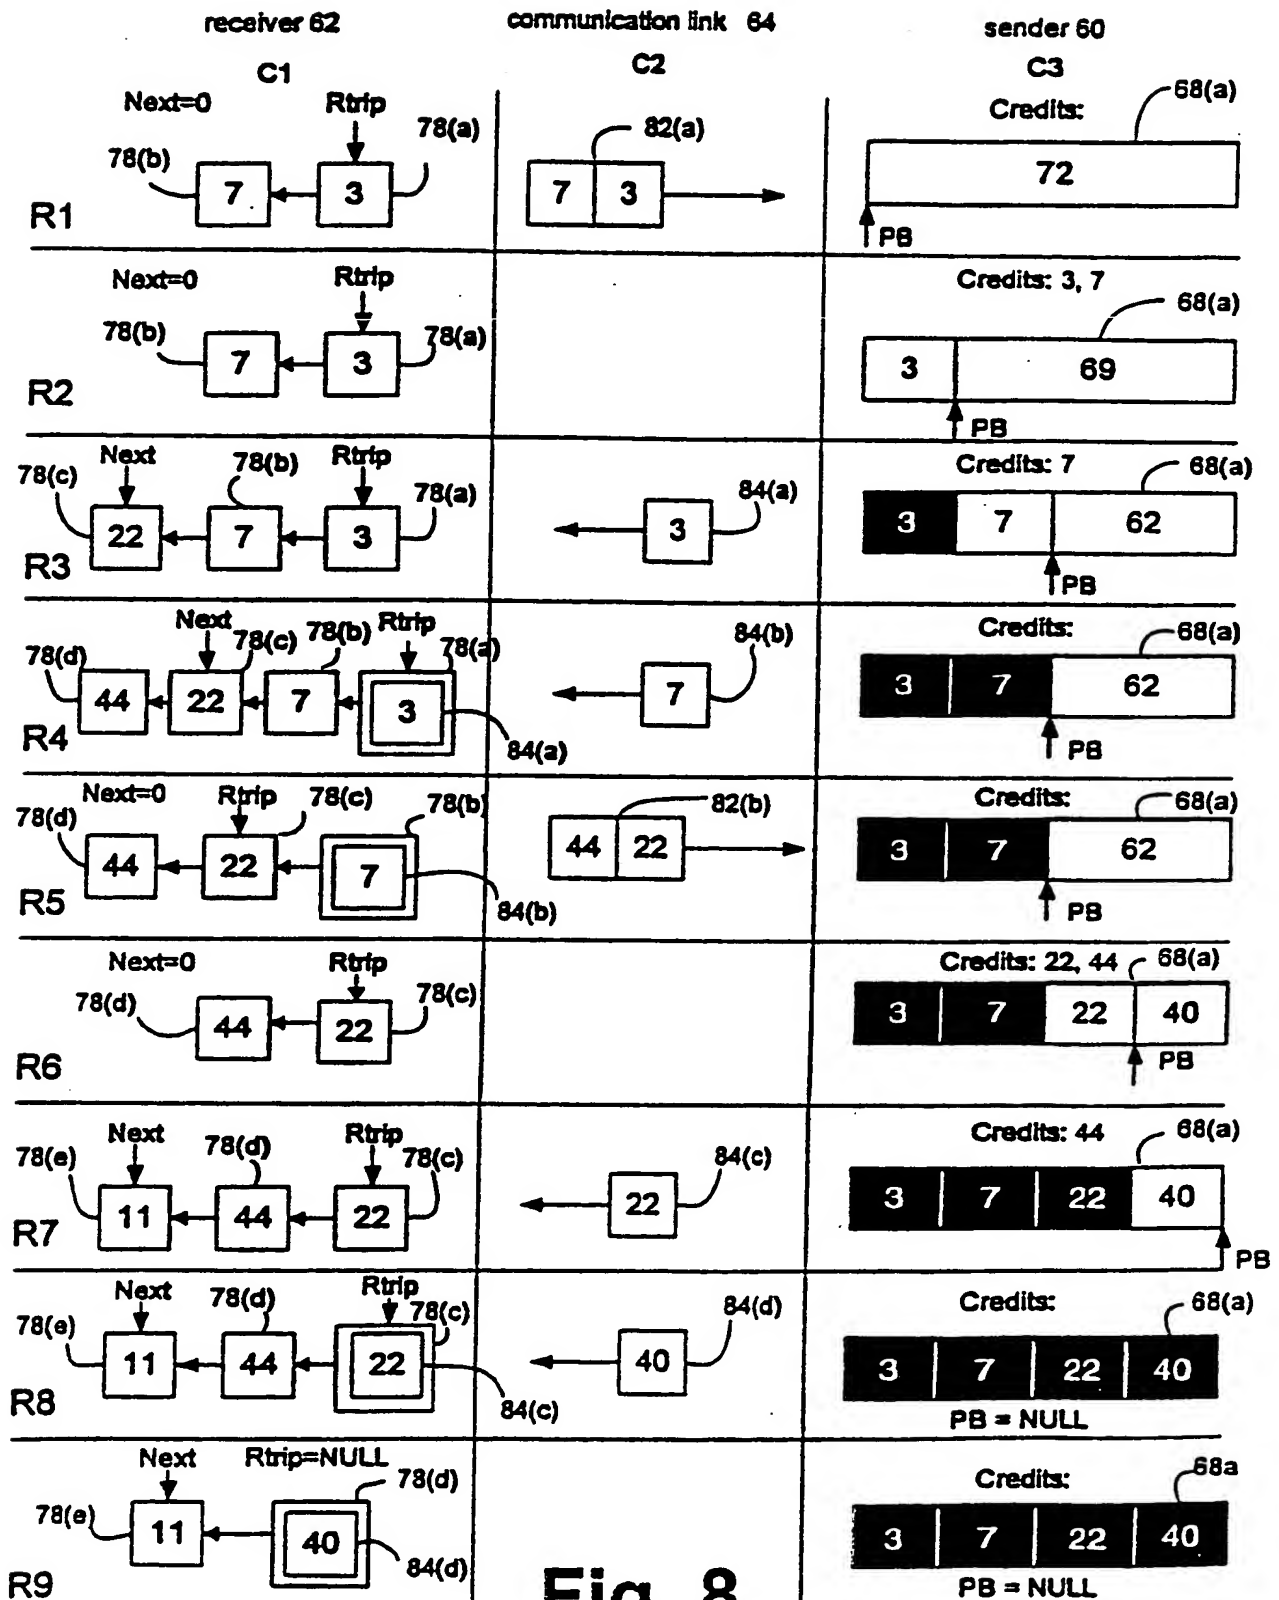 receiver 62 communication link 64 sender 60
C1 C2 C3
Next=0 Rtrip Credits: 68(a)
78(b) 78(a) 82(a)
7 3 7 3 72
R1 PB
Next=0 Rtrip Credits: 3, 7
78(b) 78(a) 68(a)
7 3 3 69
R2 PB
Next 78(b) Rtrip Credits: 7 68(a)
78(c) 78(a) 84(a)
22 7 3 3 3 7 62
R3 PB
Next 78(c) 78(b) Rtrip 78(a) 84(b) Credits: 68(a)
78(d)
44 22 7 3 7 3 7 62
R4 84(a) PB
Next=0 Rtrip 78(c) 78(b) 82(b) Credits: 68(a)
78(d)
44 22 7 44 22 3 7 62
R5 84(b) PB
Next=0 Rtrip Credits: 22, 44 68(a)
78(d) 78(c)
44 22 3 7 22 40
R6 PB
Next 78(d) Rtrip Credits: 44 68(a)
78(e) 78(c) 84(c)
11 44 22 22 3 7 22 40
R7 PB
Next 78(d) Rtrip 78(c) 84(d) Credits: 68(a)
78(e)
11 44 22 40 3 7 22 40
R8 84(c) PB = NULL
Next Rtrip=NULL Credits: 68a
78(d)
78(e) 11 40 3 7 22 40
84(d)
R9 PB = NULL
Fig. 8